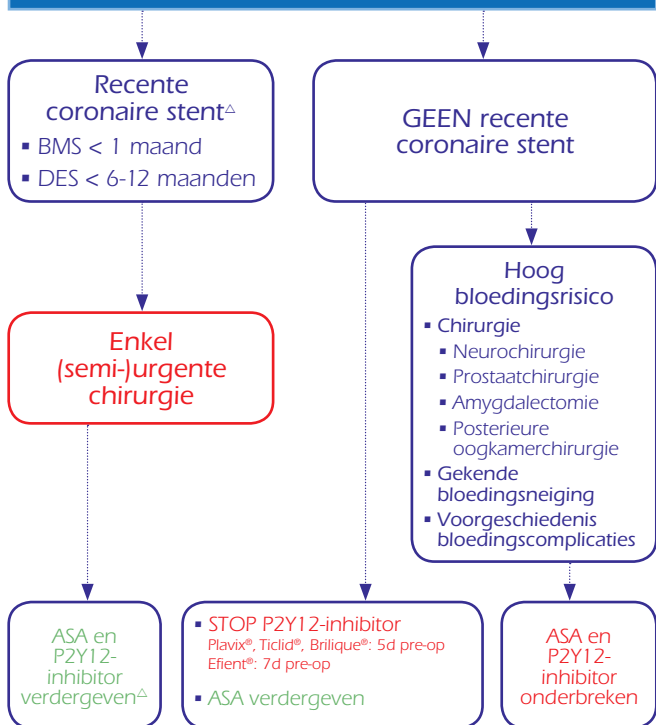 Recente
coronaire stent△
▪ BMS < 1 maand
▪ DES < 6-12 maanden
GEEN recente
coronaire stent
Enkel
(semi-)urgente
chirurgie
Hoog
bloedingsrisico
▪ Chirurgie
▪ Neurochirurgie
▪ Prostaatchirurgie
▪ Amygdalectomie
▪ Posterieure
oogkamerchirurgie
▪ Gekende
bloedingsneiging
▪ Voorgeschiedenis
bloedingscomplicaties
ASA en
P2Y12-
inhibitor
verdergeven△
▪ STOP P2Y12-inhibitor
Plavix®, Ticlid®, Brilique®: 5d pre-op
Efient®: 7d pre-op
▪ ASA verdergeven
ASA en
P2Y12-
inhibitor
onderbreken